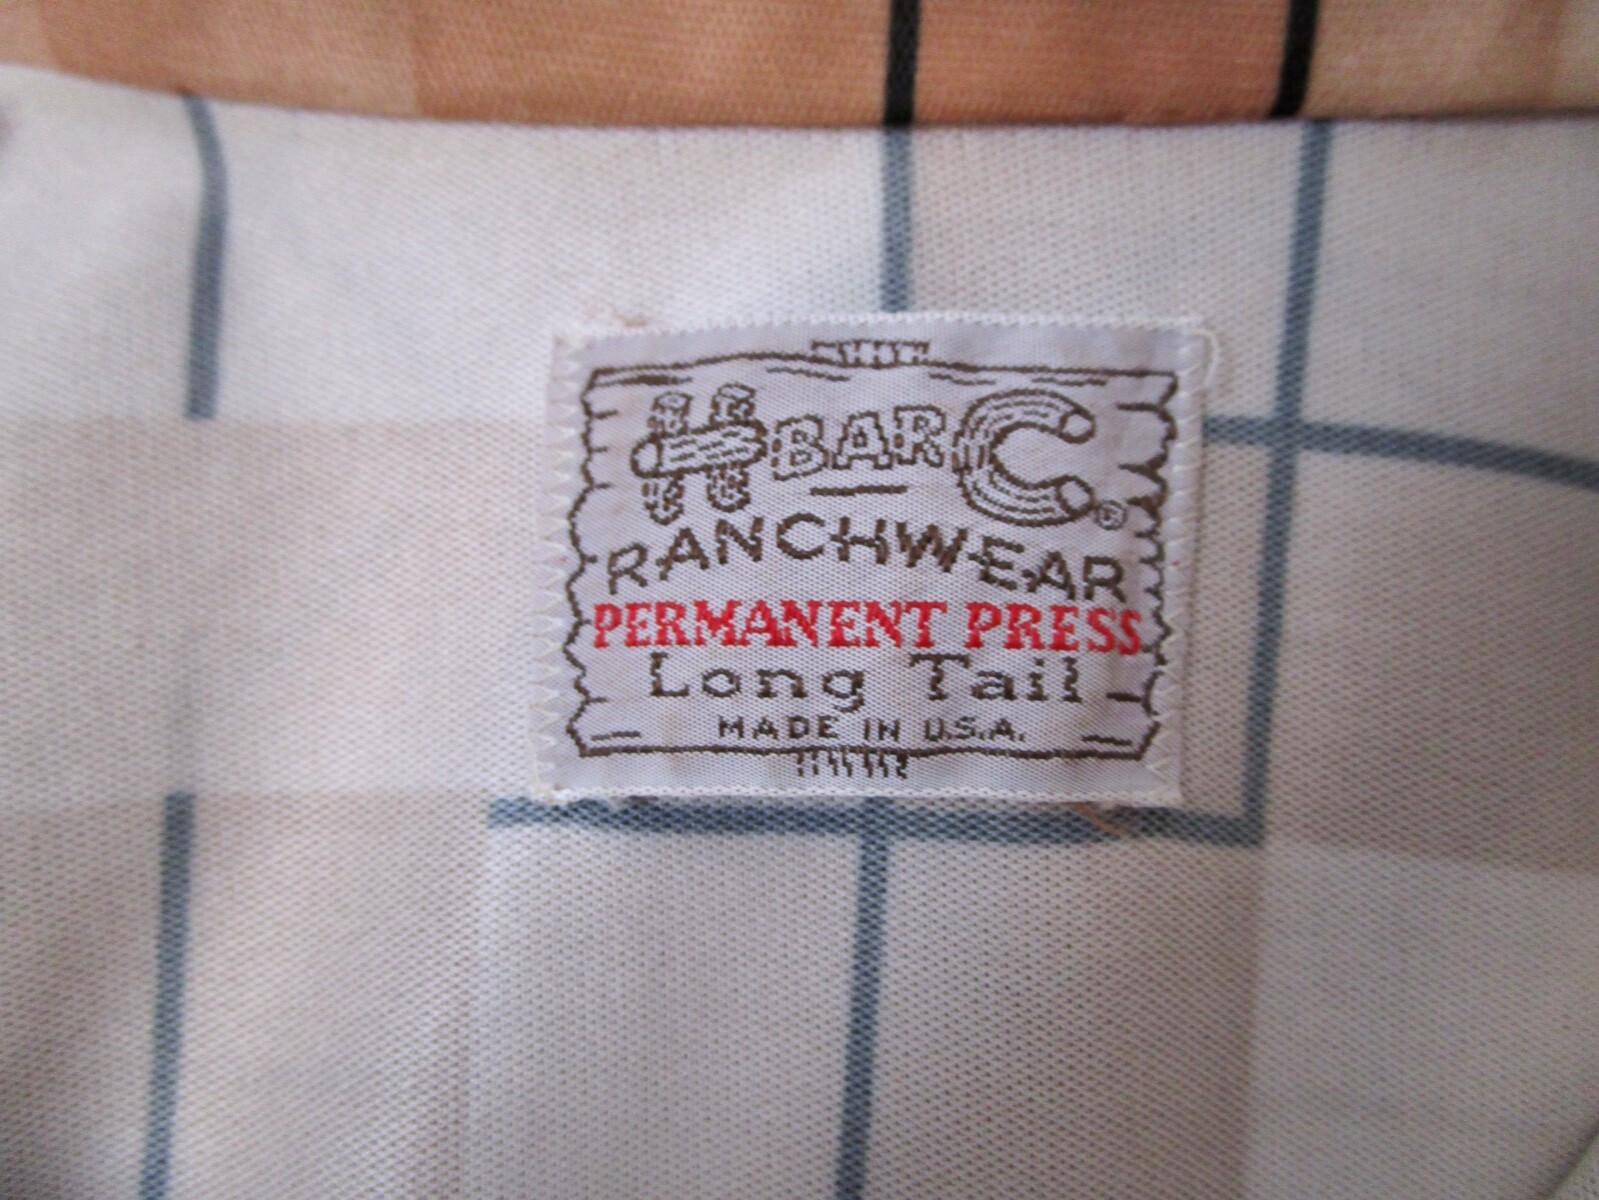 H BAR C ®
RANCHWEAR
PERMANENT PRESS
Long Tail
MADE IN U.S.A.